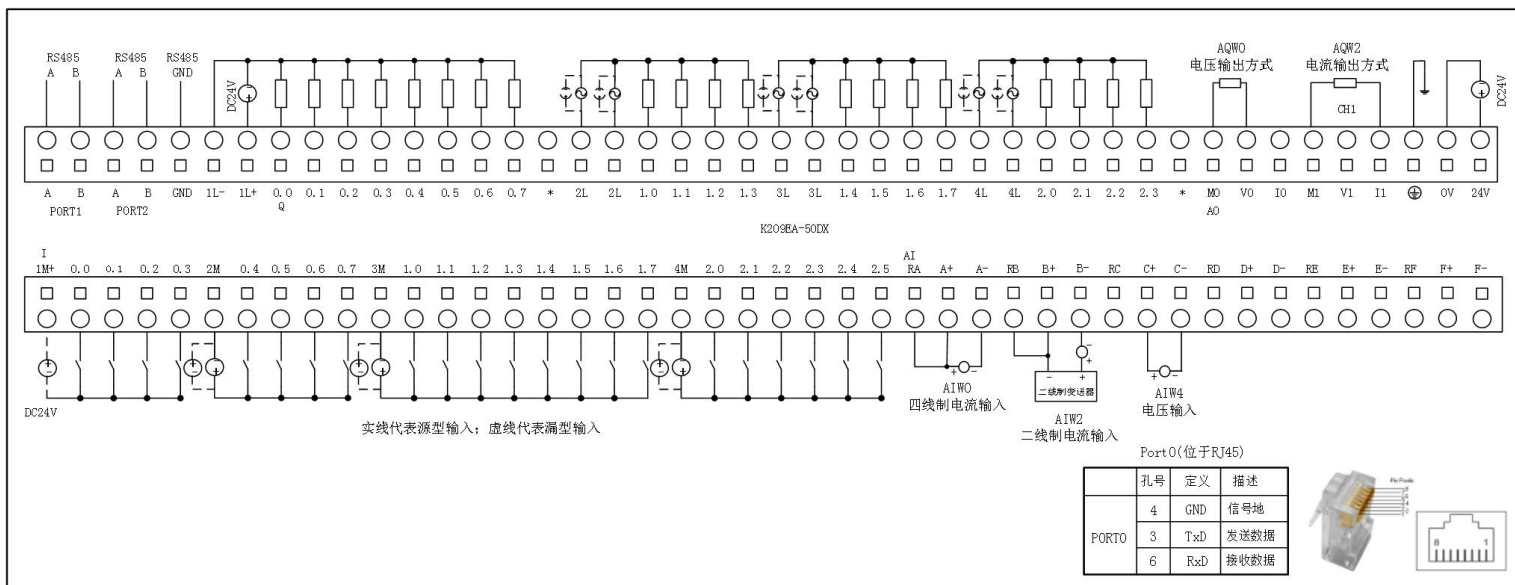 RS485 RS485 RS485
A B A B GND
DC24V
AQW0
电压输出方式
AQW2
电流输出方式
CH1
DC24V
A B A B GND 1L- 1L+ 0.0 0.1 0.2 0.3 0.4 0.5 0.6 0.7 * 2L 2L 1.0 1.1 1.2 1.3 3L 3L 1.4 1.5 1.6 1.7 4L 4L 2.0 2.1 2.2 2.3 * M0 V0 I0 M1 V1 I1 0V 24V
PORT1 PORT2 Q AO
K209EA-50DX
I AI
1M+ 0.0 0.1 0.2 0.3 2M 0.4 0.5 0.6 0.7 3M 1.0 1.1 1.2 1.3 1.4 1.5 1.6 1.7 4M 2.0 2.1 2.2 2.3 2.4 2.5 RA A+ A- RB B+ B- RC C+ C- RD D+ D- RE E+ E- RF F+ F-
DC24V
实线代表源型输入; 虚线代表漏型输入
AIW0
四线制电流输入
二线制变送器
AIW2
二线制电流输入
AIW4
电压输入
Port0(位于RJ45)
孔号 定义 描述
PORT0
4 GND 信号地
3 TxD 发送数据
6 RxD 接收数据
8 1